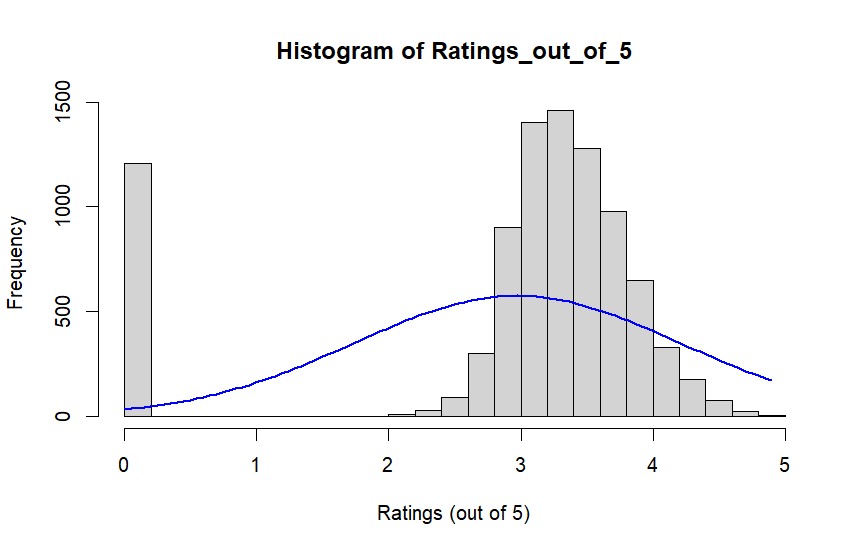 Histogram of Ratings_out_of_5
Frequency
1500
1000
500
0
0 1 2 3 4 5
Ratings (out of 5)